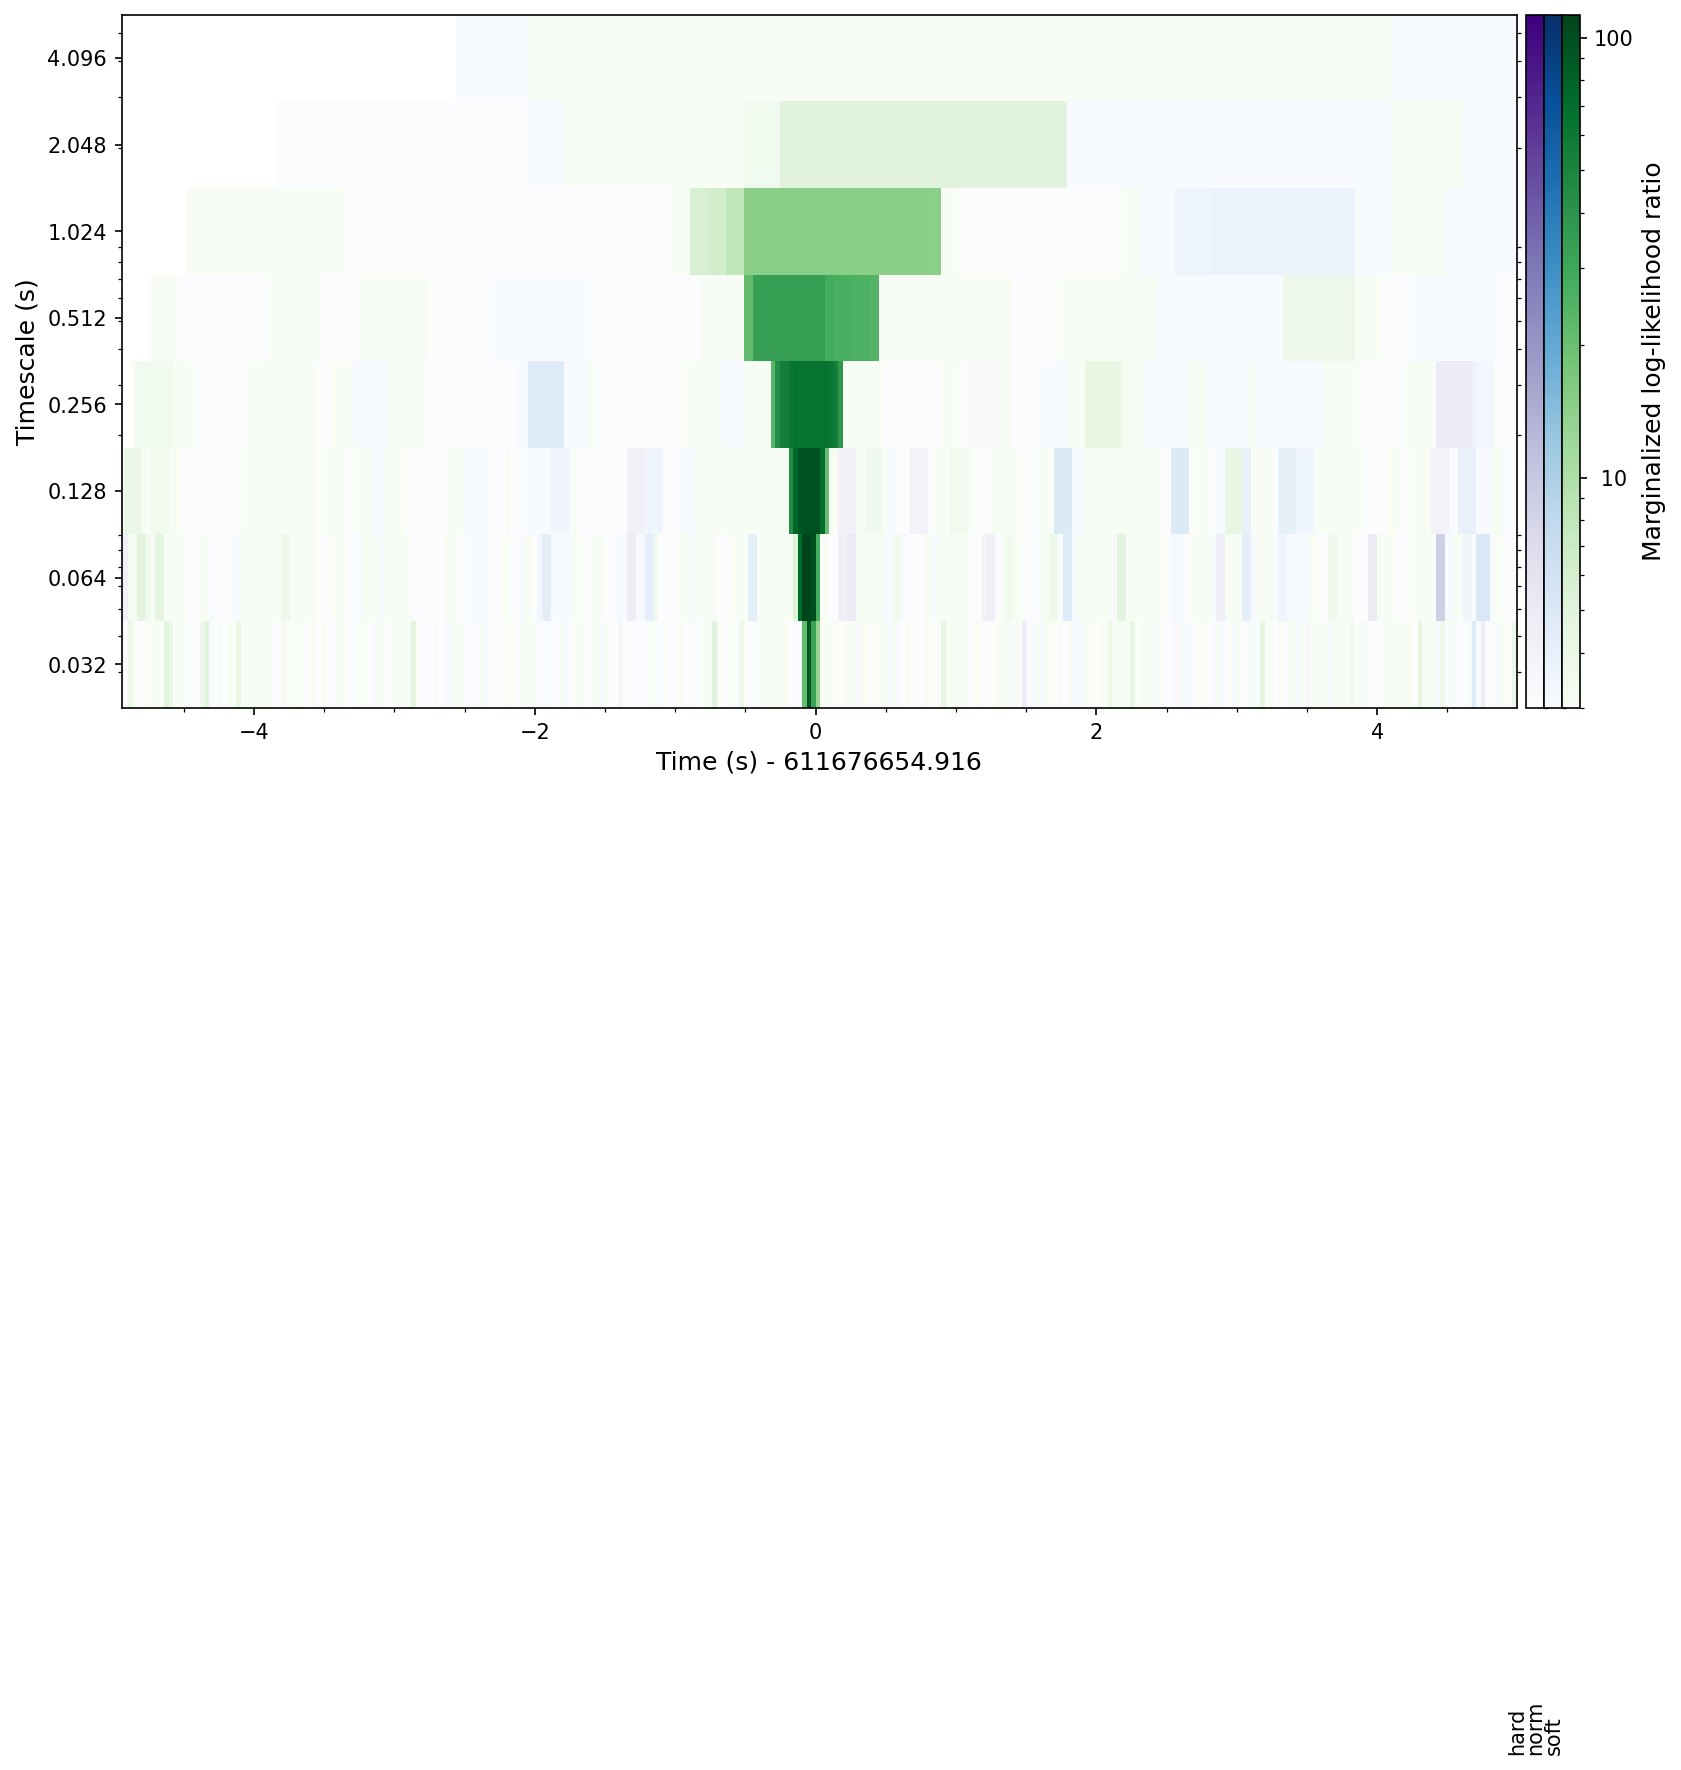 4.096
2.048
1.024
0.512
0.256
0.128
0.064
0.032
Timescale (s)
−4
−2
0
2
4
Time (s) - 611676654.916
100
10
Marginalized log-likelihood ratio
hard
norm
soft